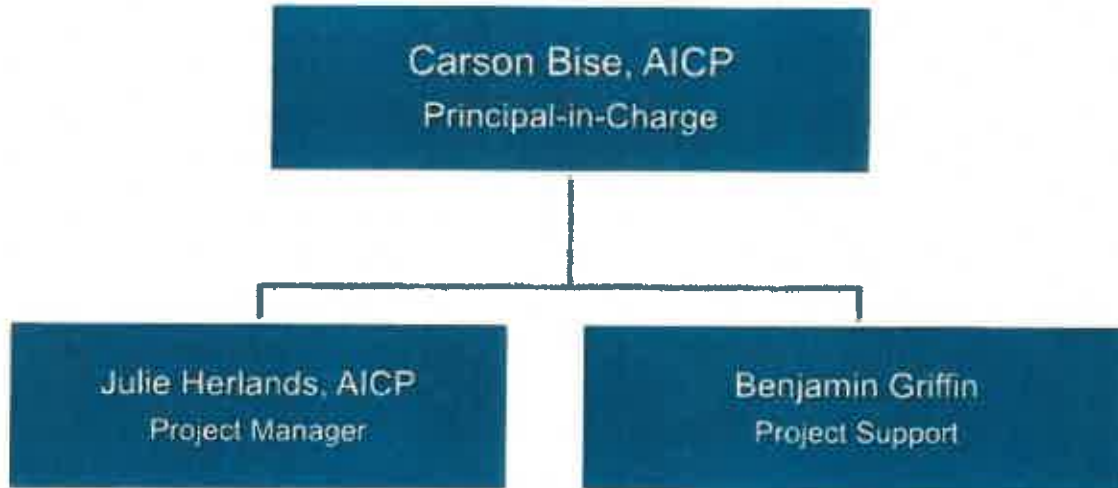 Carson Bise, AICP
Principal-in-Charge
Julie Herlands, AICP
Project Manager
Benjamin Griffin
Project Support